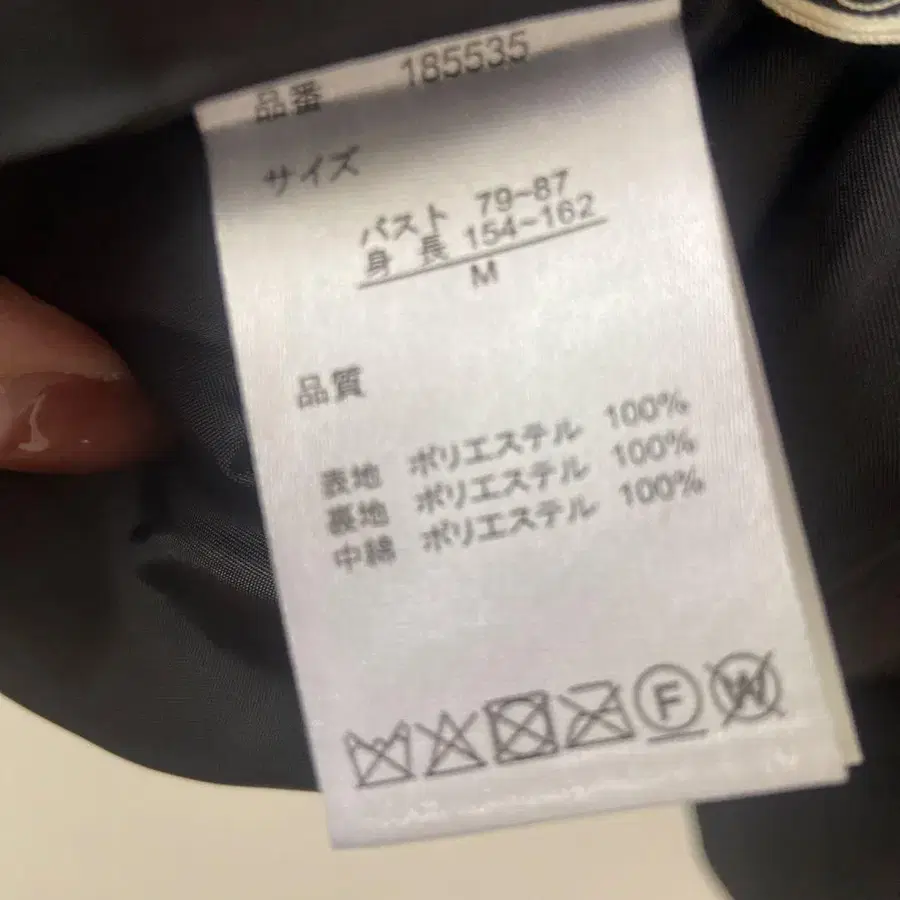 品番 185535
サイズ
バスト 79-87
身長 154-162
M
品質
表地 ポリエステル 100%
裏地 ポリエステル 100%
中綿 ポリエステル 100%
F
W